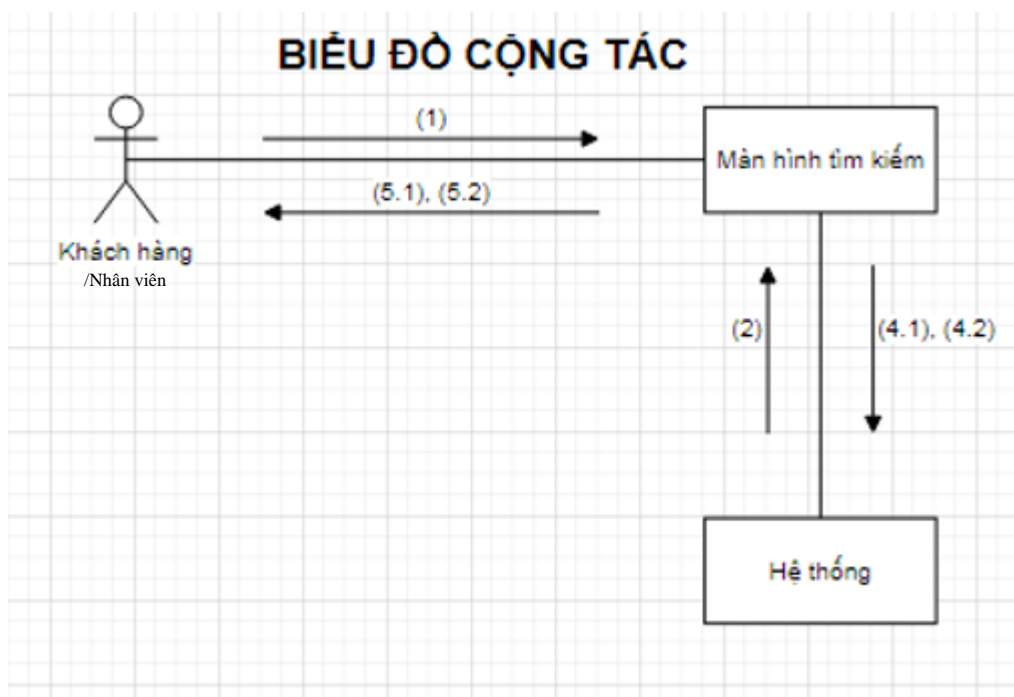 BIỂU ĐỒ CỘNG TÁC
(1)
Màn hình tìm kiếm
(5.1), (5.2)
Khách hàng
/Nhân viên
(2)
(4.1), (4.2)
Hệ thống